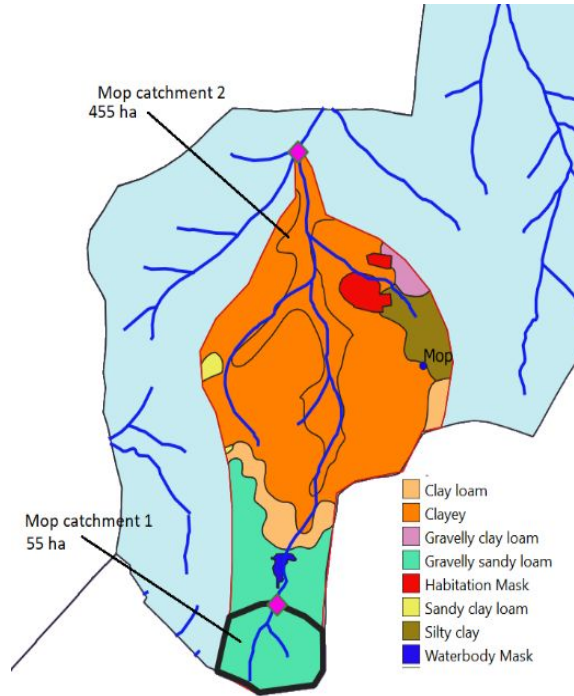 Mop catchment 2
455 ha
Mop
Mop catchment 1
55 ha
Clay loam
Clayey
Gravelly clay loam
Gravelly sandy loam
Habitation Mask
Sandy clay loam
Silty clay
Waterbody Mask